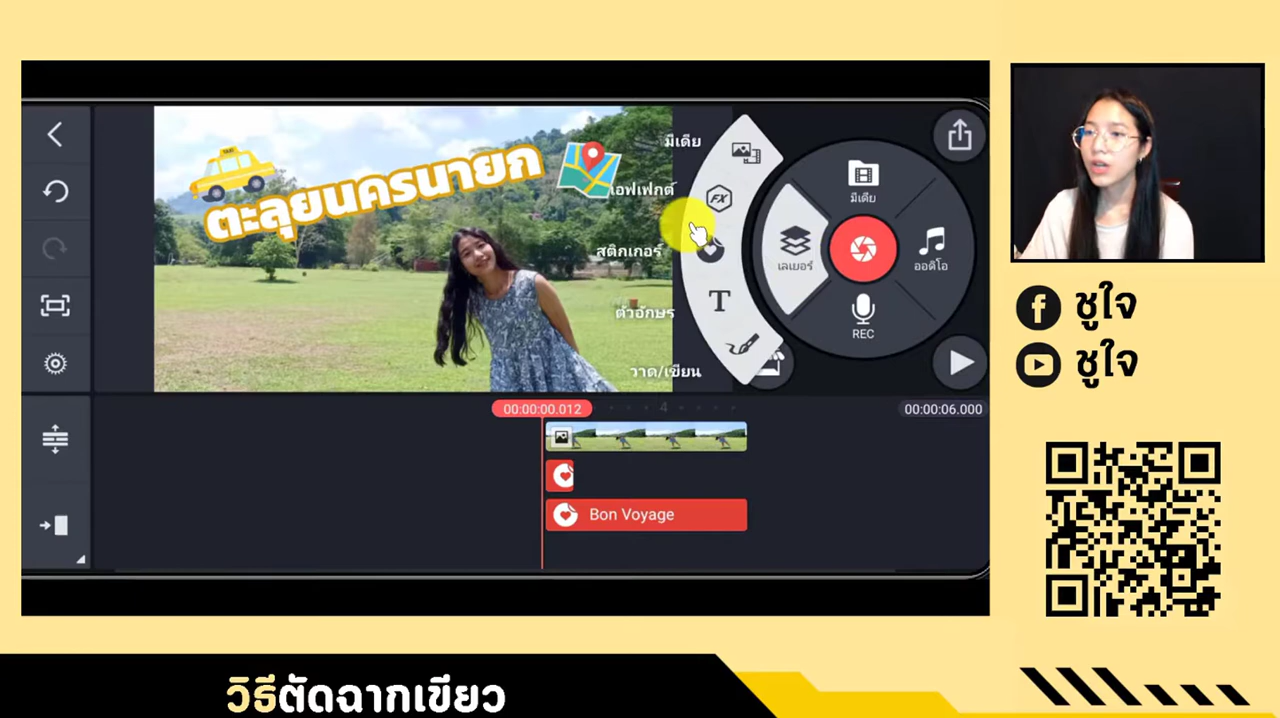 TAXI
ตะลุยนครนายก
มีเดีย
เอฟเฟกต์
สติกเกอร์
ตัวอักษร
วาด/เขียน
FX
T
เลเยอร์
มีเดีย
ออดิโอ
REC
00:00:00.012
4
00:00:06.000
Bon Voyage
ชูใจ
ชูใจ
วิธีตัดฉากเขียว